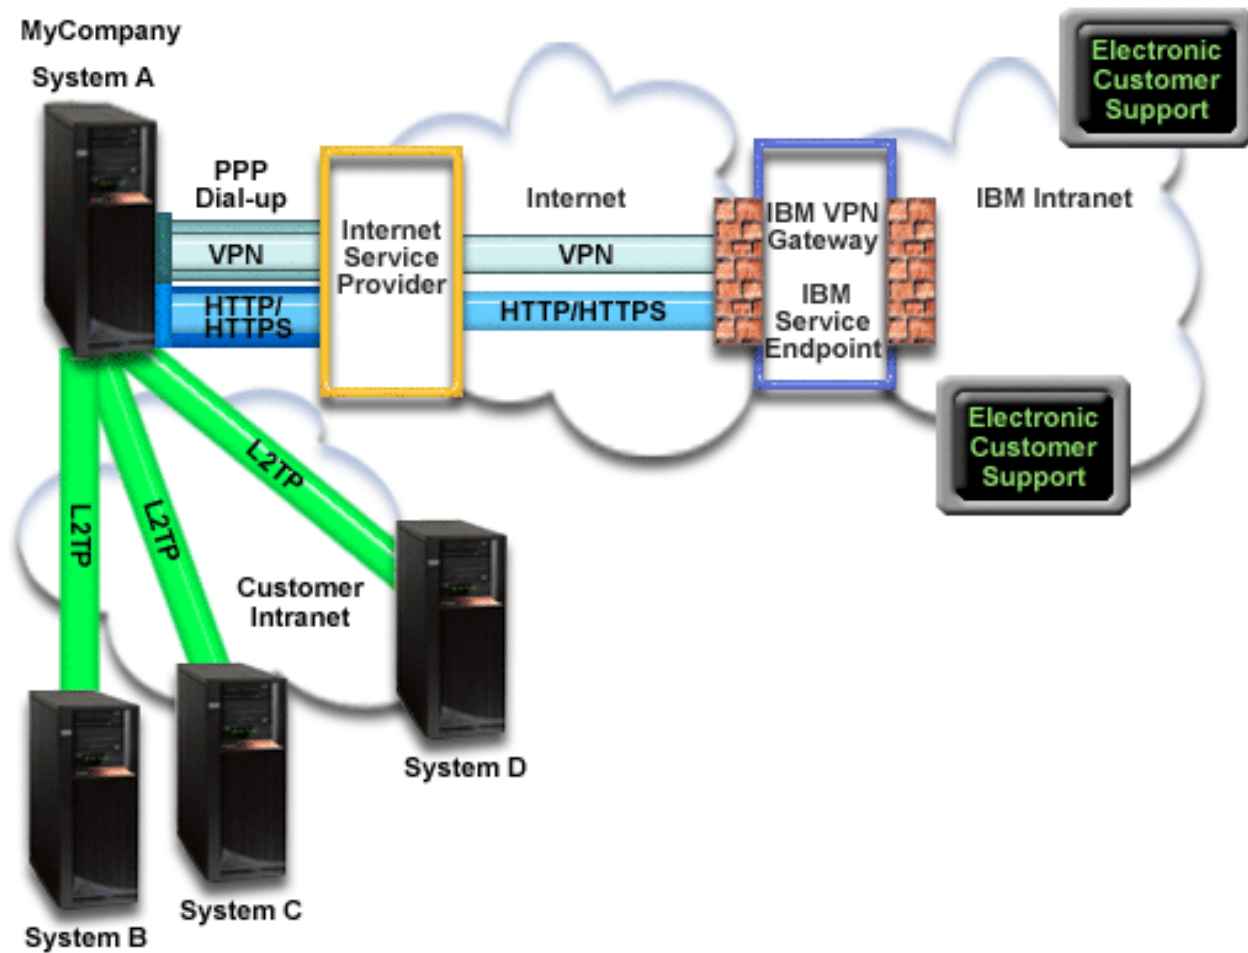 MyCompany
System A
Electronic
Customer
Support
PPP
Dial-up
Internet
IBM Intranet
VPN
HTTP/
HTTPS
Internet
Service
Provider
VPN
HTTP/HTTPS
IBM VPN
Gateway
IBM
Service
Endpoint
Electronic
Customer
Support
L2TP
L2TP
L2TP
Customer
Intranet
System D
System C
System B